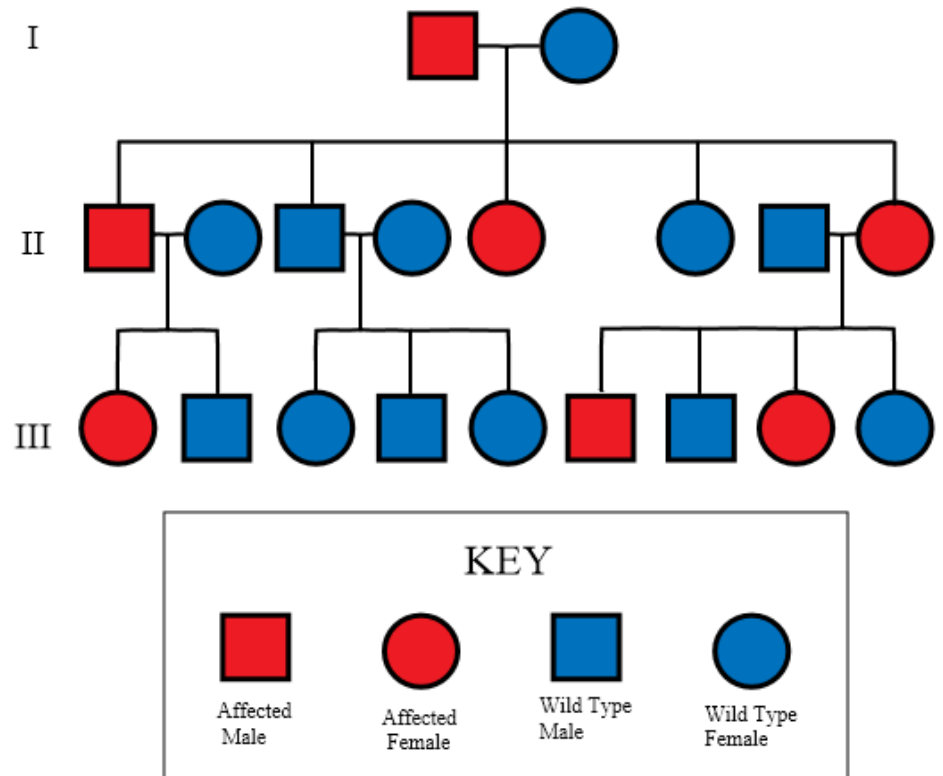 I
II
III
KEY
Affected
Male
Affected
Female
Wild Type
Male
Wild Type
Female